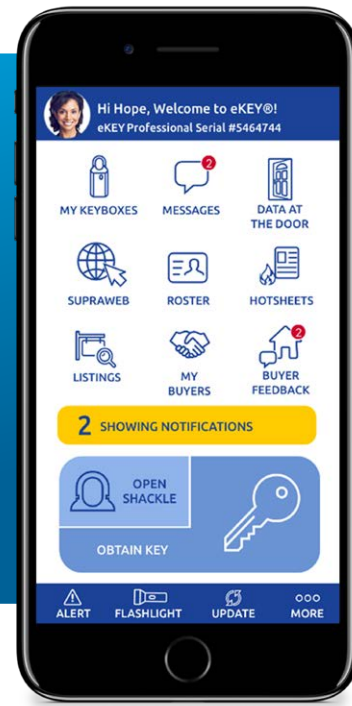 Hi Hope, Welcome to eKEY®!
eKEY Professional Serial #5464744
MY KEYBOXES
MESSAGES
2
DATA AT
THE DOOR
SUPRAWEB
ROSTER
HOTSHEETS
LISTINGS
MY
BUYERS
BUYER
FEEDBACK
2
2 SHOWING NOTIFICATIONS
OPEN
SHACKLE
OBTAIN KEY
ALERT
FLASHLIGHT
UPDATE
MORE